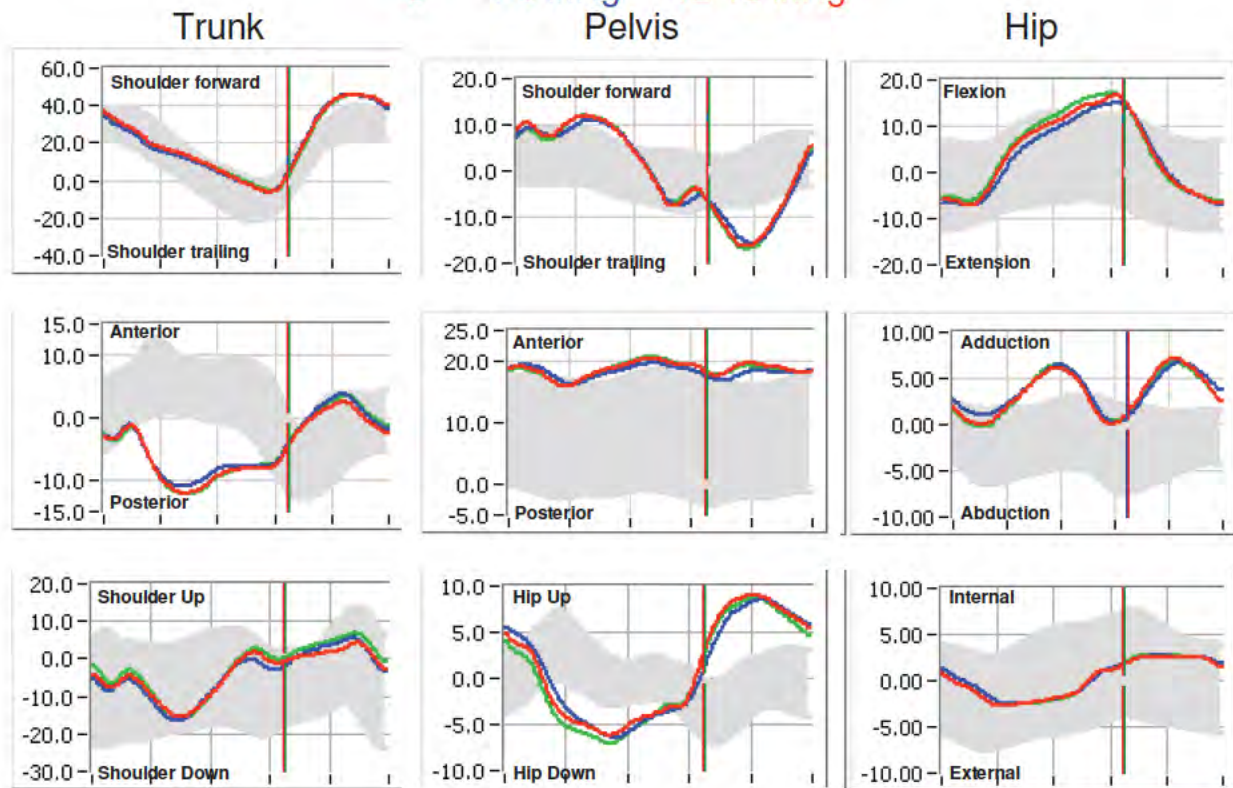 Trunk
Pelvis
Hip
60.0
40.0
20.0
0.0
-20.0
-40.0
Shoulder forward
Shoulder trailing
20.0
10.0
0.0
-10.0
-20.0
Shoulder forward
Shoulder trailing
20.0
10.0
0.0
-10.0
-20.0
Flexion
Extension
15.0
10.0
0.0
-10.0
-15.0
Anterior
Posterior
25.0
20.0
10.0
0.0
-5.0
Anterior
Posterior
10.00
5.00
0.00
-5.00
-10.00
Adduction
Abduction
20.0
10.0
0.0
-10.0
-20.0
-30.0
Shoulder Up
Shoulder Down
10.0
5.0
0.0
-5.0
-10.0
Hip Up
Hip Down
10.00
5.00
0.00
-5.00
-10.00
Internal
External